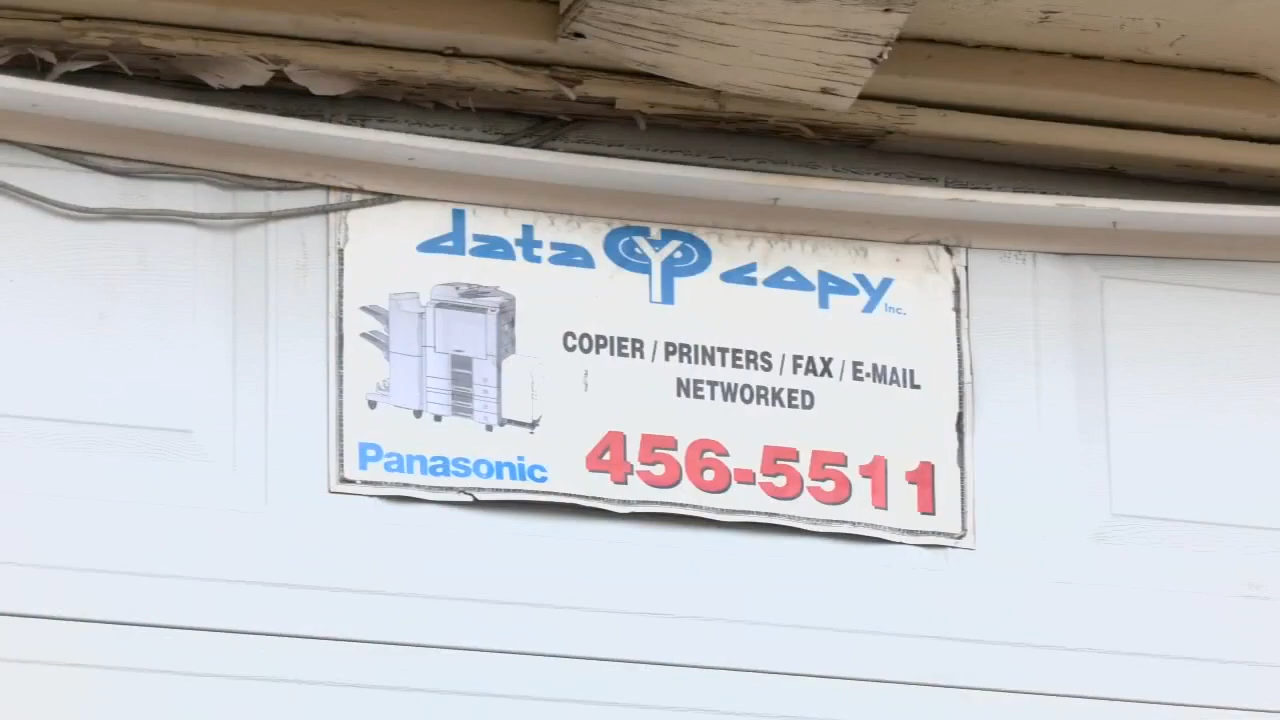 data copy Inc.
COPIER / PRINTERS / FAX / E-MAIL
NETWORKED
Panasonic
456-5511